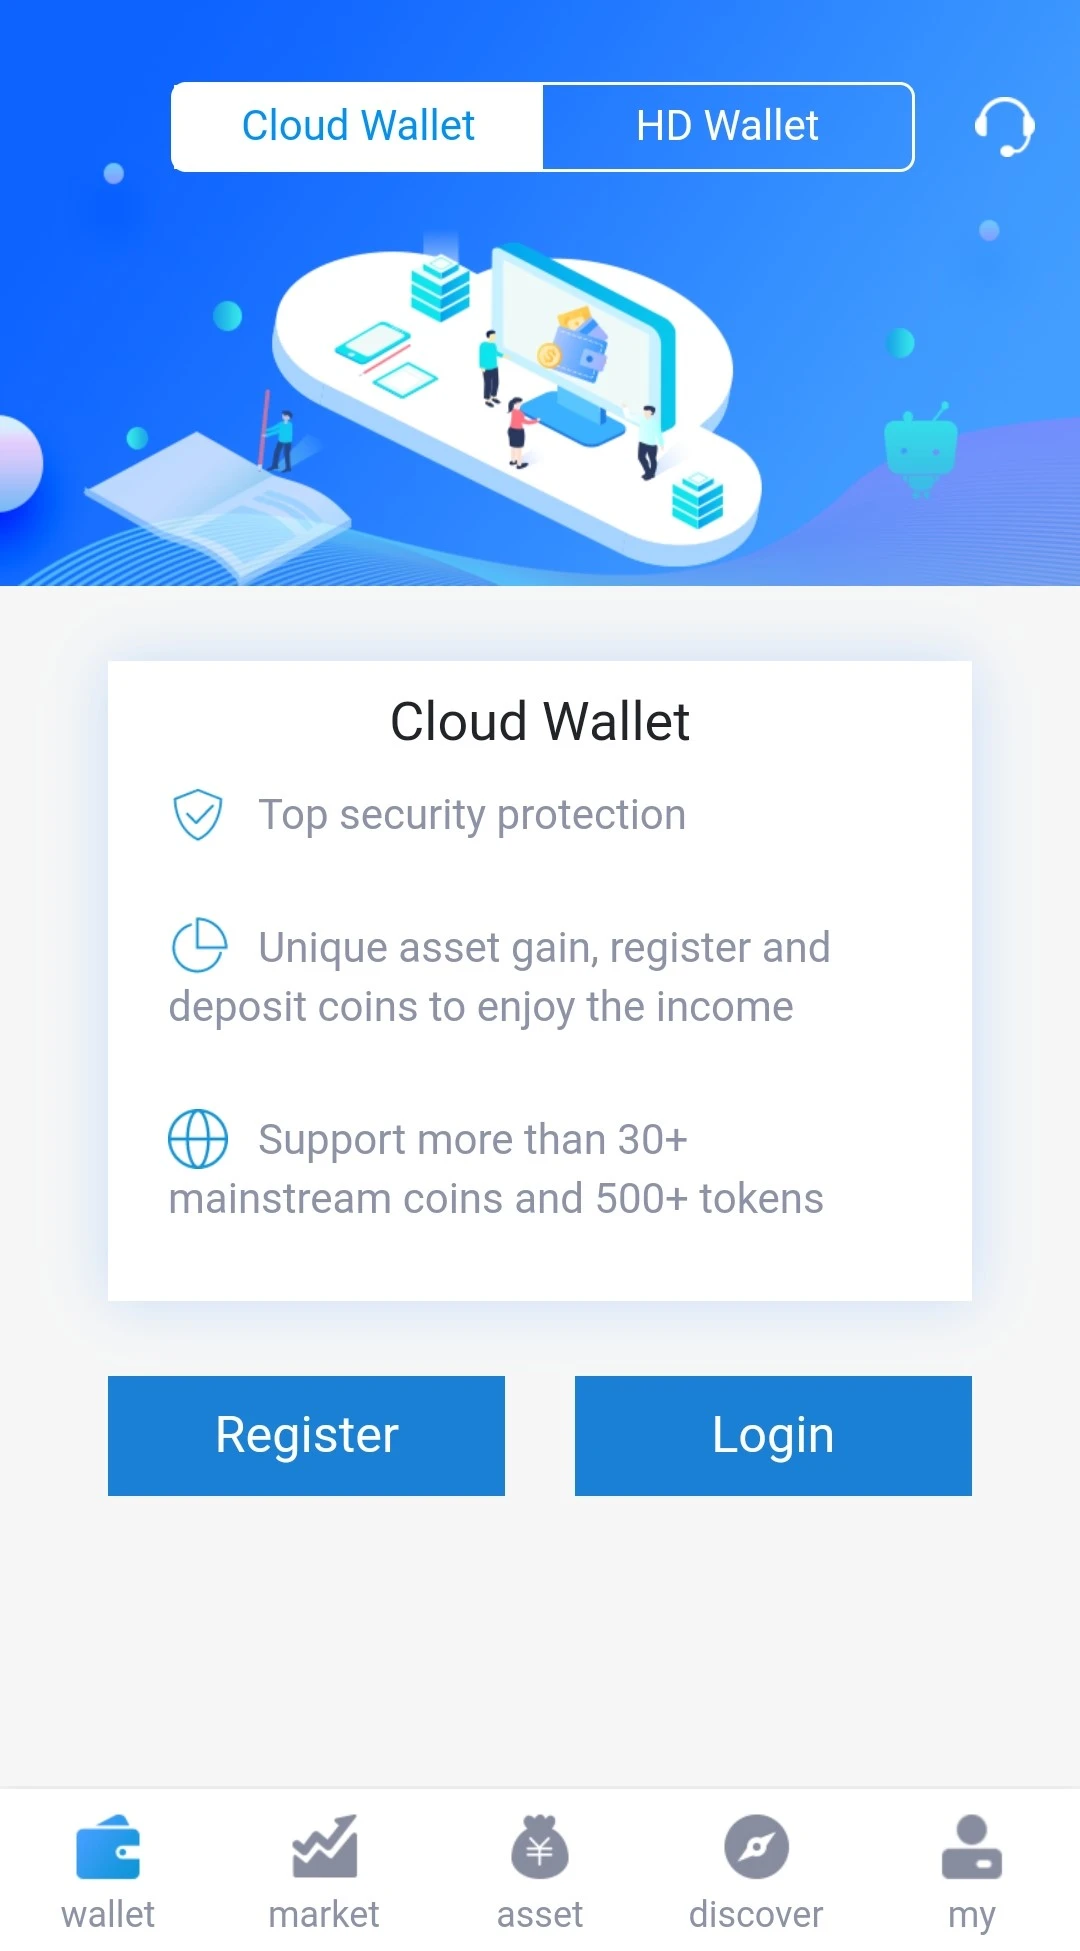 Cloud Wallet
HD Wallet
Cloud Wallet
Top security protection
Unique asset gain, register and
deposit coins to enjoy the income
Support more than 30+
mainstream coins and 500+ tokens
Register
Login
wallet
market
asset
discover
my